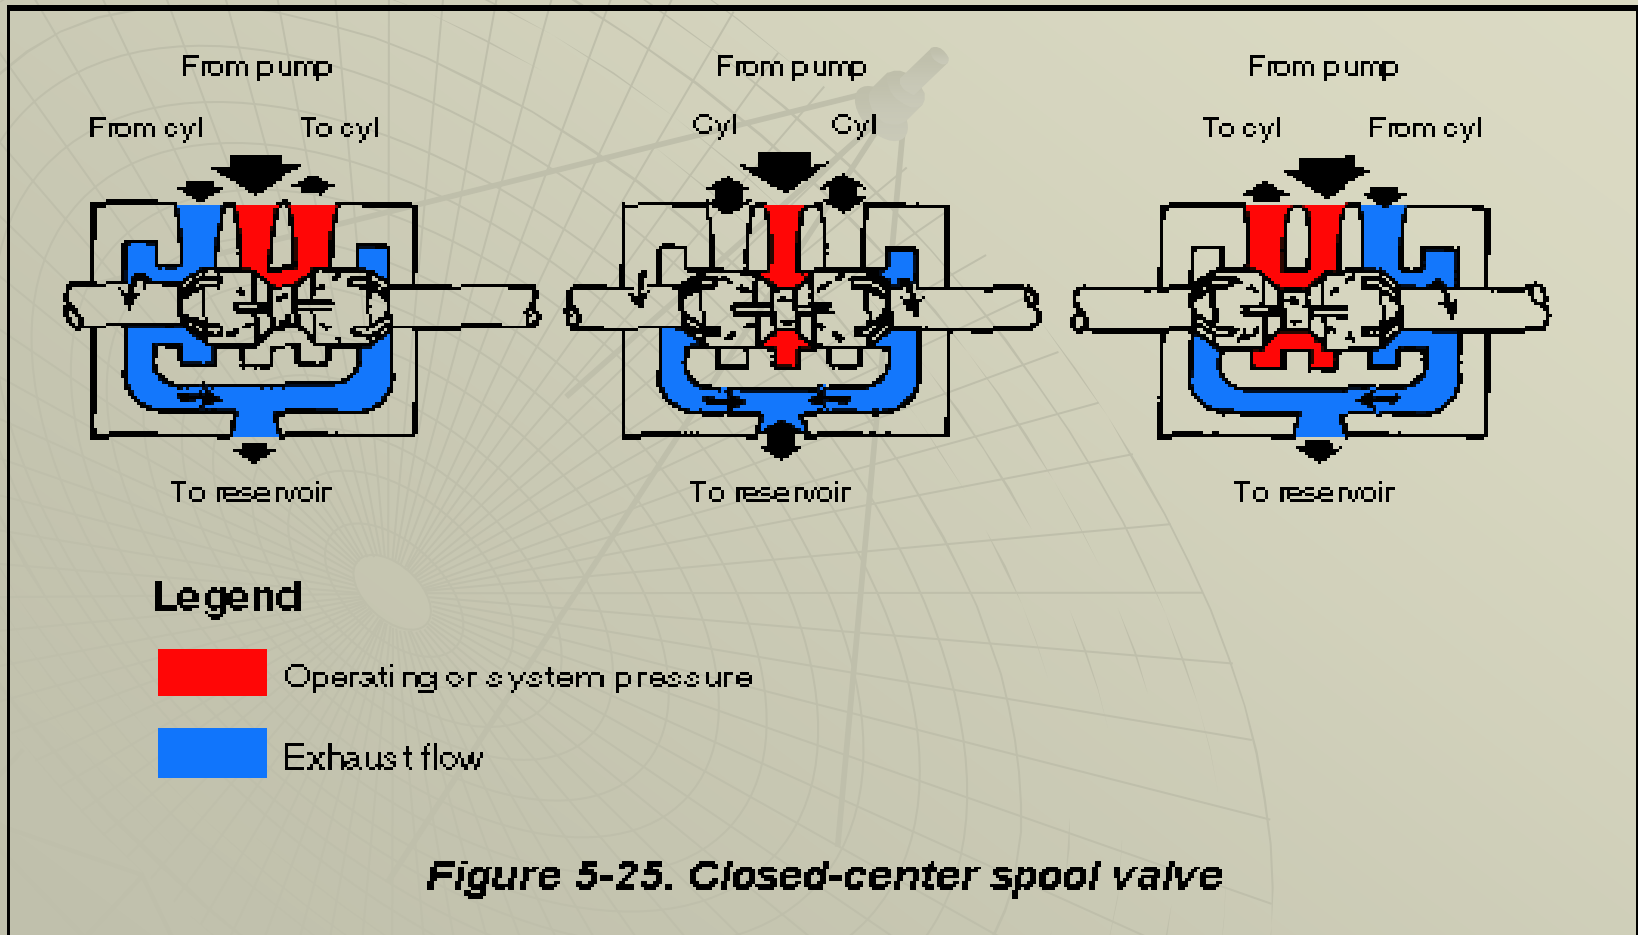 From pump
From cyl To cyl
To reservoir
From pump
Cyl Cyl
To reservoir
From pump
To cyl From cyl
To reservoir
Legend
Operating or system pressure
Exhaust flow
Figure 5-25. Closed-center spool valve